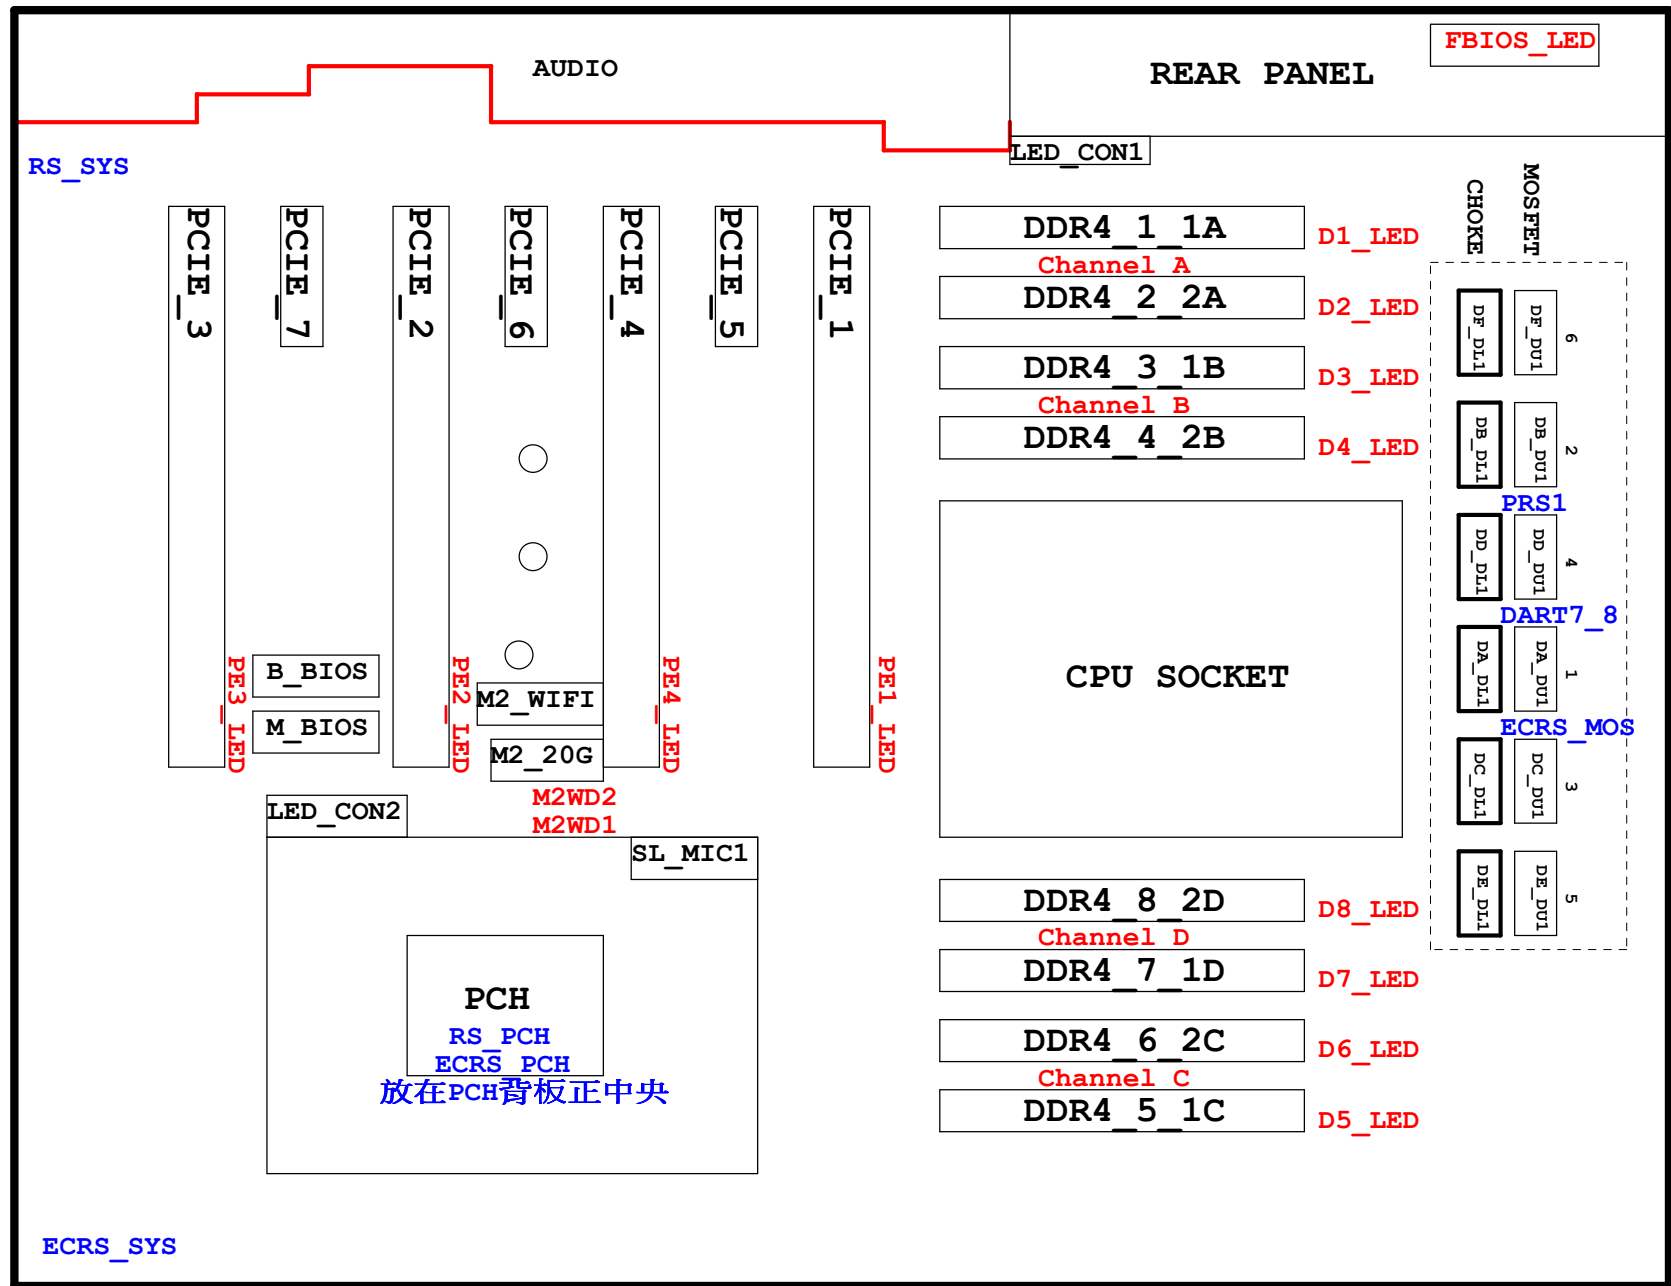 FBIOS_LED
AUDIO
REAR PANEL
LED_CON1
RS_SYS
CHOKE
MOSFET
PCIE_3
PCIE_7
PCIE_2
PCIE_6
PCIE_4
PCIE_5
PCIE_1
DDR4_1_1A
D1_LED
Channel A
DDR4_2_2A
D2_LED
DDR4_3_1B
D3_LED
Channel B
DDR4_4_2B
D4_LED
DF_DL1
DF_DU1
6
DB_DL1
DB_DU1
2
PRS1
DD_DL1
DD_DU1
4
DART7_8
DA_DL1
DA_DU1
1
ECRS_MOS
DC_DL1
DC_DU1
3
DE_DL1
DE_DU1
5
CPU SOCKET
PE3_LED
B_BIOS
M_BIOS
PE2_LED
M2_WIFI
M2_20G
PE4_LED
PE1_LED
M2WD2
M2WD1
LED_CON2
SL_MIC1
PCH
RS_PCH
ECRS_PCH
放在PCH背板正中央
DDR4_8_2D
D8_LED
Channel D
DDR4_7_1D
D7_LED
DDR4_6_2C
D6_LED
Channel C
DDR4_5_1C
D5_LED
ECRS_SYS